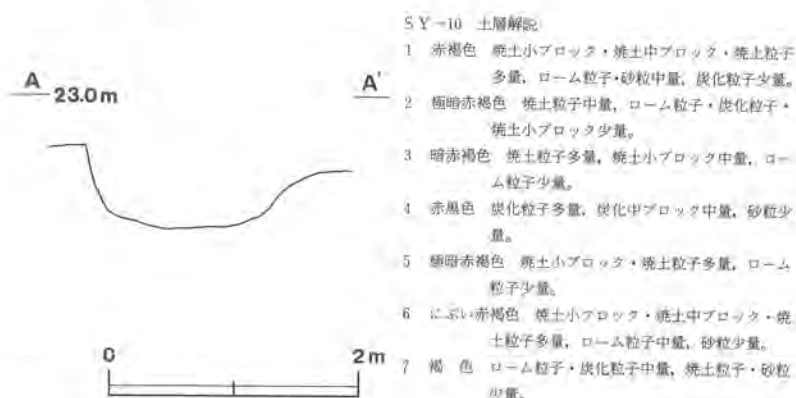 A 23.0m A'
0 2m
SY-10 土層解説
1 赤褐色 焼土小ブロック・焼土中ブロック・焼土粒子
多量，ローム粒子・砂粒中量，炭化粒子少量。
2 極暗赤褐色 焼土粒子中量，ローム粒子・炭化粒子・
焼土小ブロック少量。
3 暗赤褐色 焼土粒子多量，焼土小ブロック中量，ロー
ム粒子少量。
4 赤黒色 炭化粒子多量，炭化中ブロック中量，砂粒少
量。
5 極暗赤褐色 焼土小ブロック・焼土粒子多量，ローム
粒子少量。
6 にぶい赤褐色 焼土小ブロック・焼土中ブロック・焼
土粒子多量，ローム粒子中量，砂粒少量。
7 褐色 ローム粒子・炭化粒子中量，焼土粒子・砂粒
少量。